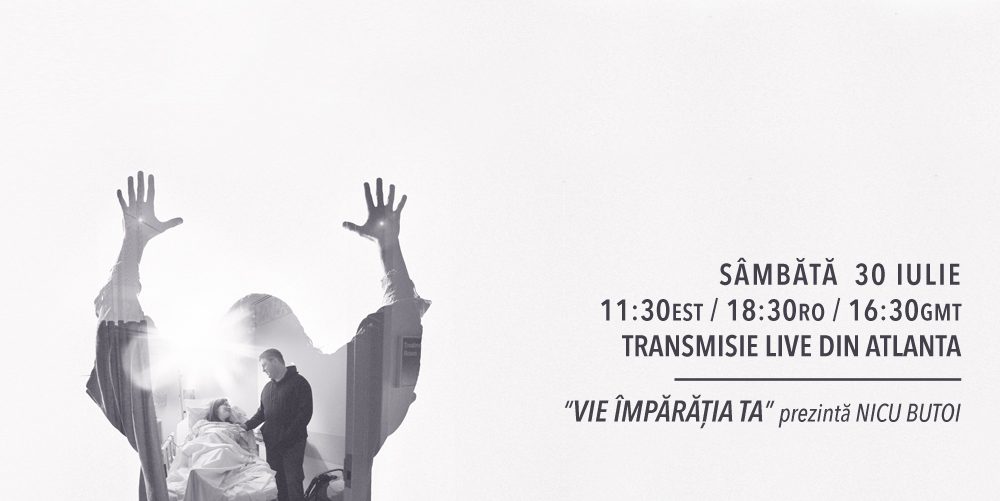 SÂMBĂTĂ 30 IULIE
11:30EST / 18:30RO / 16:30GMT
TRANSMISIE LIVE DIN ATLANTA
“VIE ÎMPĂRĂȚIA TA” prezintă NICU BUTOI